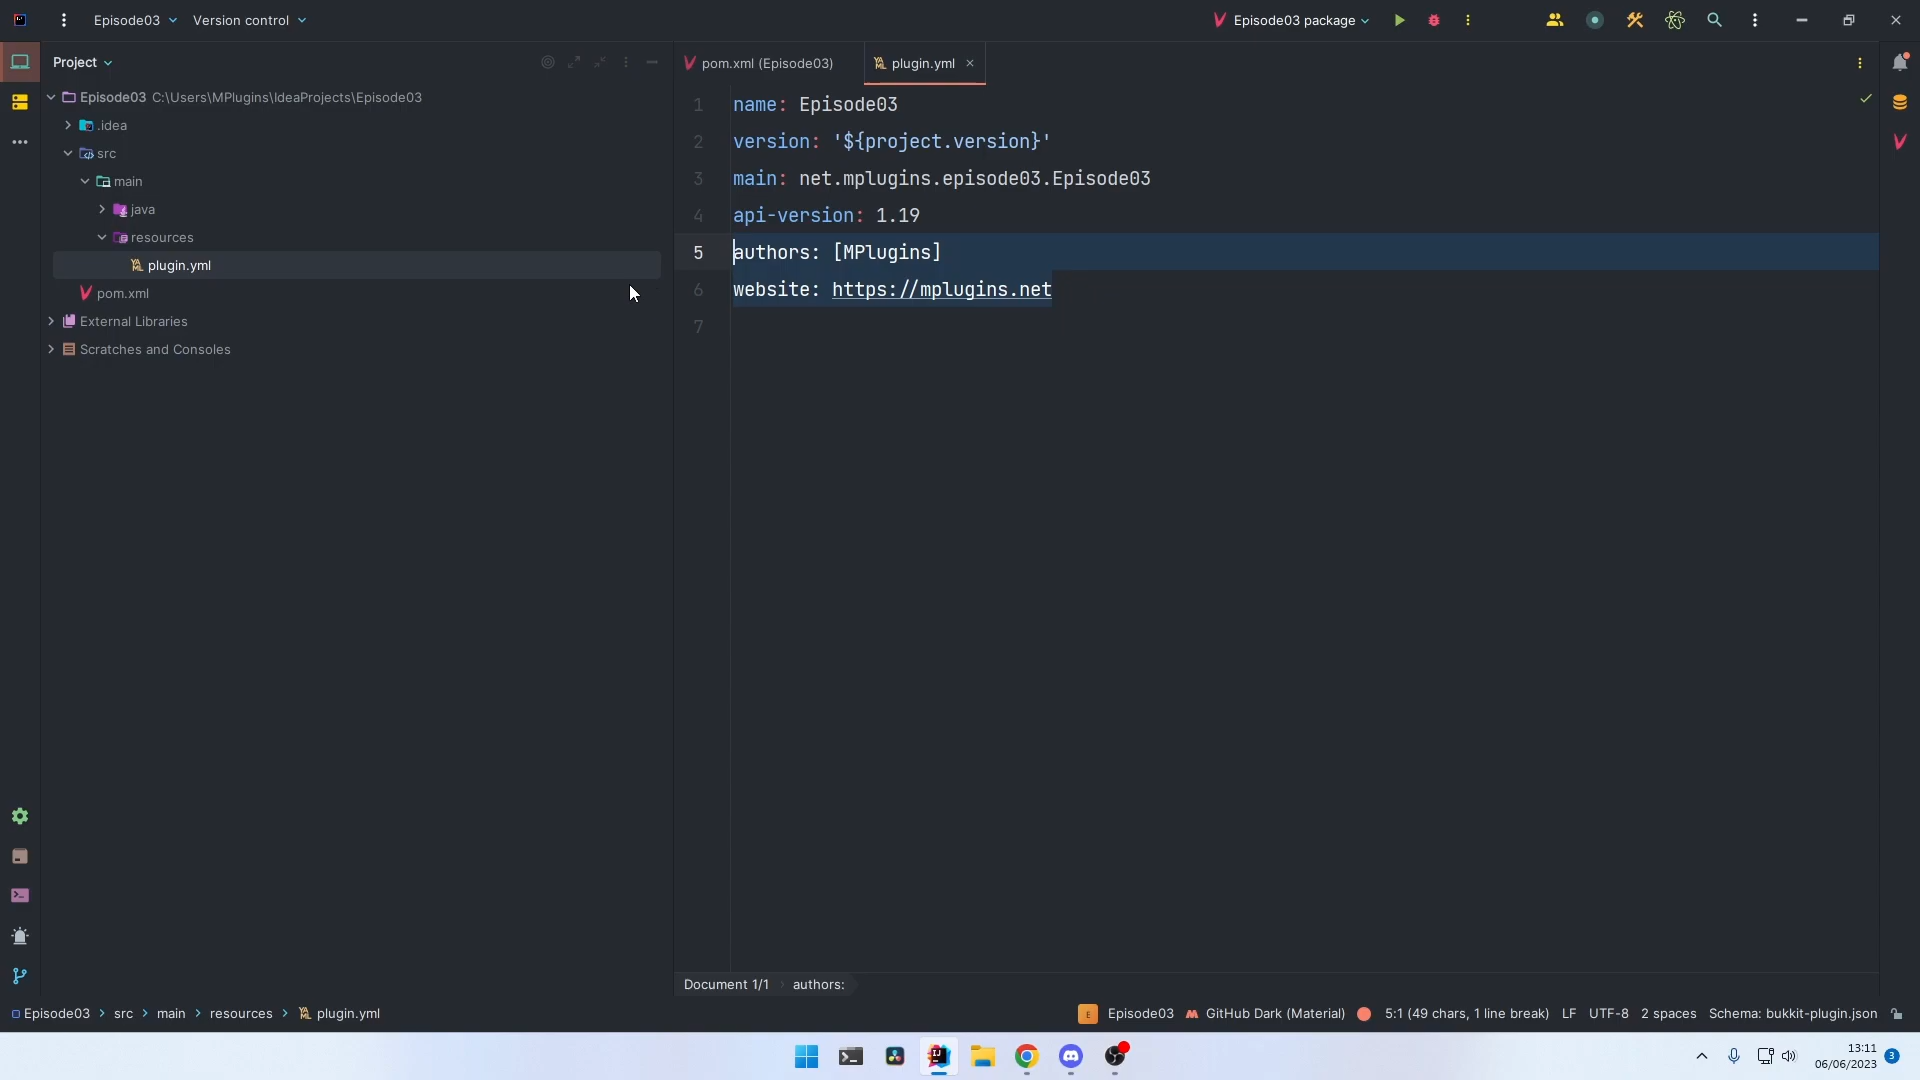 Episode03
Version control
Episode03 package
Project
pom.xml (Episode03)
plugin.yml
Episode03 C:\Users\MPlugins\IdeaProjects\Episode03
.idea
src
main
java
resources
plugin.yml
pom.xml
External Libraries
Scratches and Consoles
1 name: Episode03
2 version: '${project.version}'
3 main: net.mplugins.episode03.Episode03
4 api-version: 1.19
5 authors: [MPlugins]
6 website: https://mplugins.net
7
Document 1/1 authors:
Episode03 src main resources plugin.yml
E Episode03 GitHub Dark (Material) 5:1 (49 chars, 1 line break) LF UTF-8 2 spaces Schema: bukkit-plugin.json
13:11
06/06/2023
3